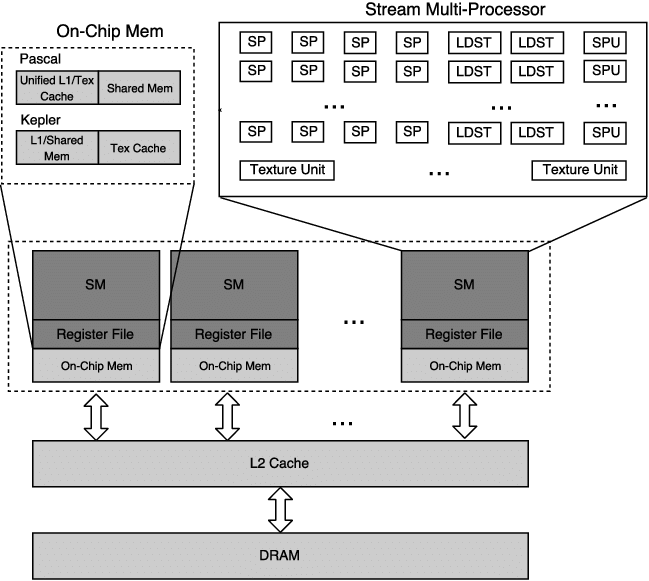 On-Chip Mem
Pascal
Unified L1/Tex
Cache
Shared Mem
Kepler
L1/Shared
Mem
Tex Cache
Stream Multi-Processor
SP SP SP SP LDST LDST SPU
SP SP SP SP LDST LDST SPU
... ... ...
SP SP SP SP LDST LDST SPU
Texture Unit ... Texture Unit
SM SM SM
Register File Register File ... Register File
On-Chip Mem On-Chip Mem On-Chip Mem
...
L2 Cache
DRAM